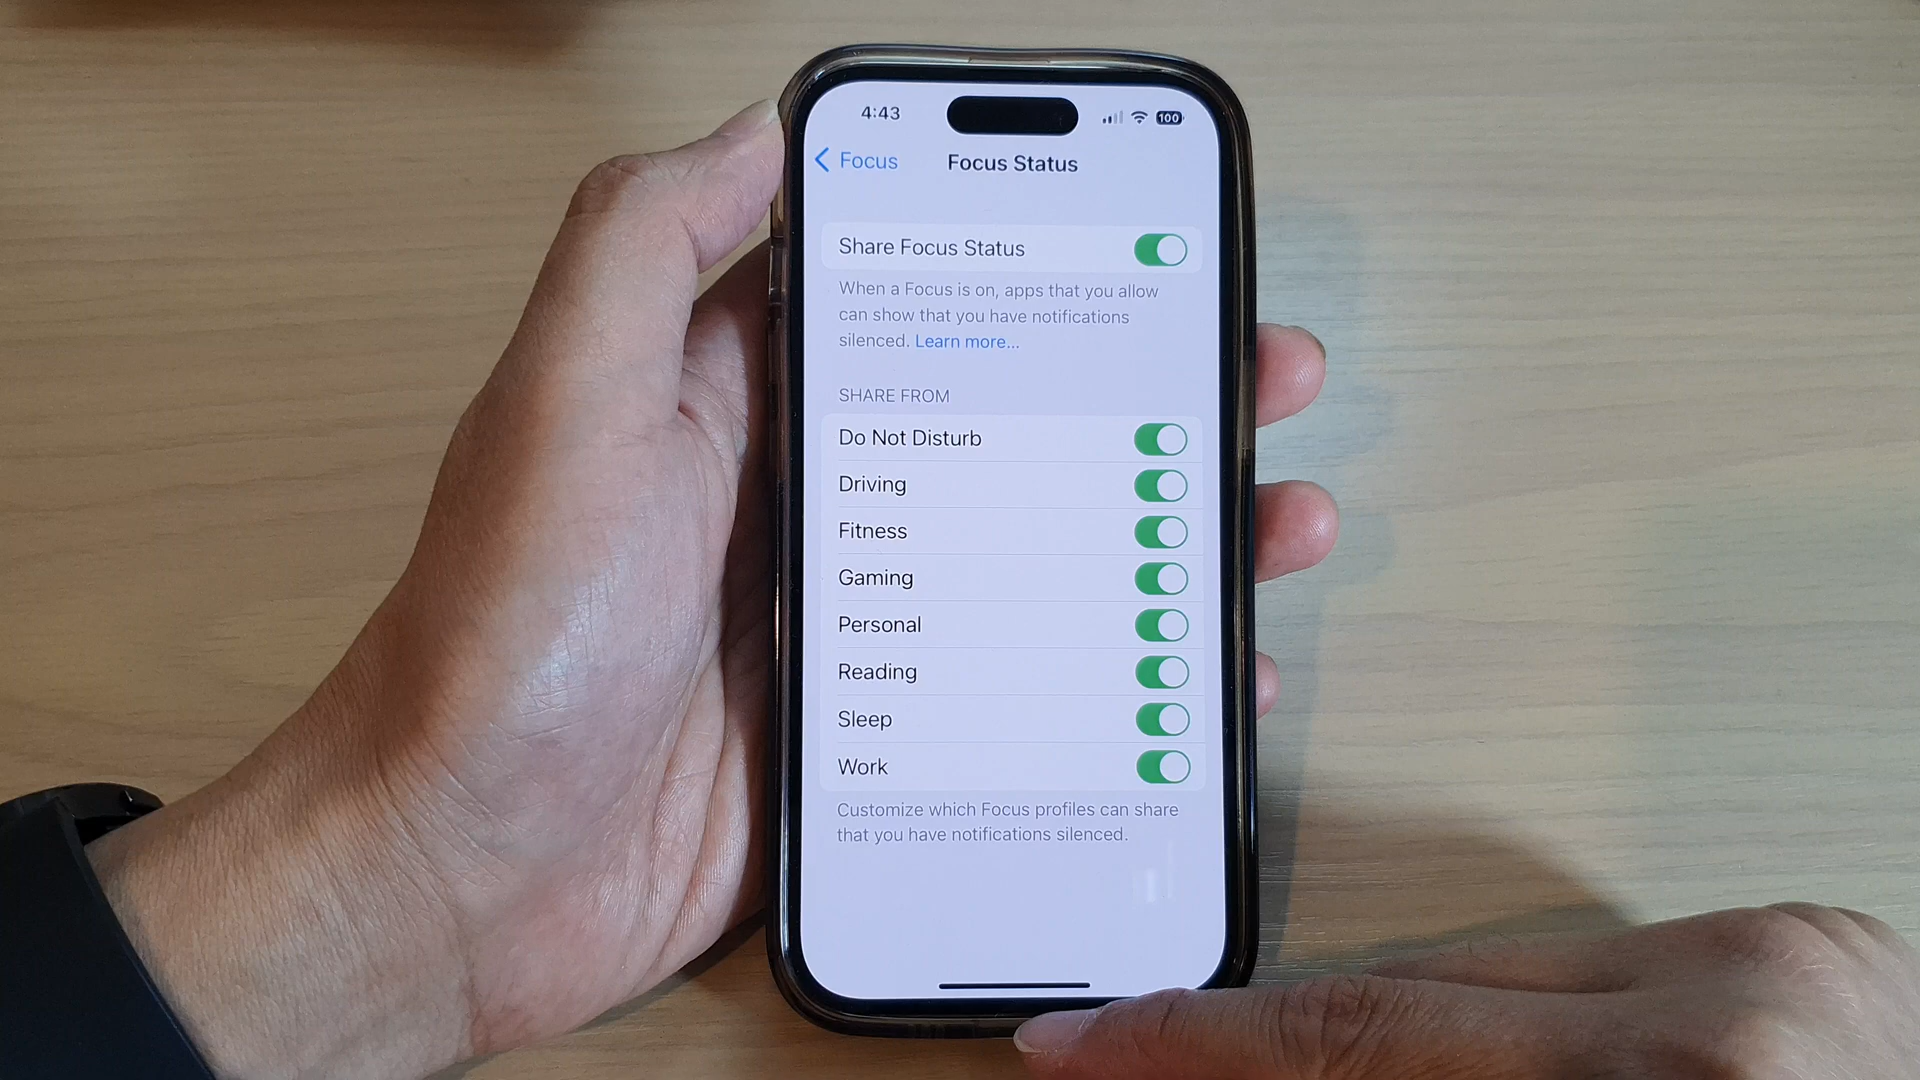 4:43
100
Focus
Focus Status
Share Focus Status
When a Focus is on, apps that you allow
can show that you have notifications
silenced. Learn more...
SHARE FROM
Do Not Disturb
Driving
Fitness
Gaming
Personal
Reading
Sleep
Work
Customize which Focus profiles can share
that you have notifications silenced.